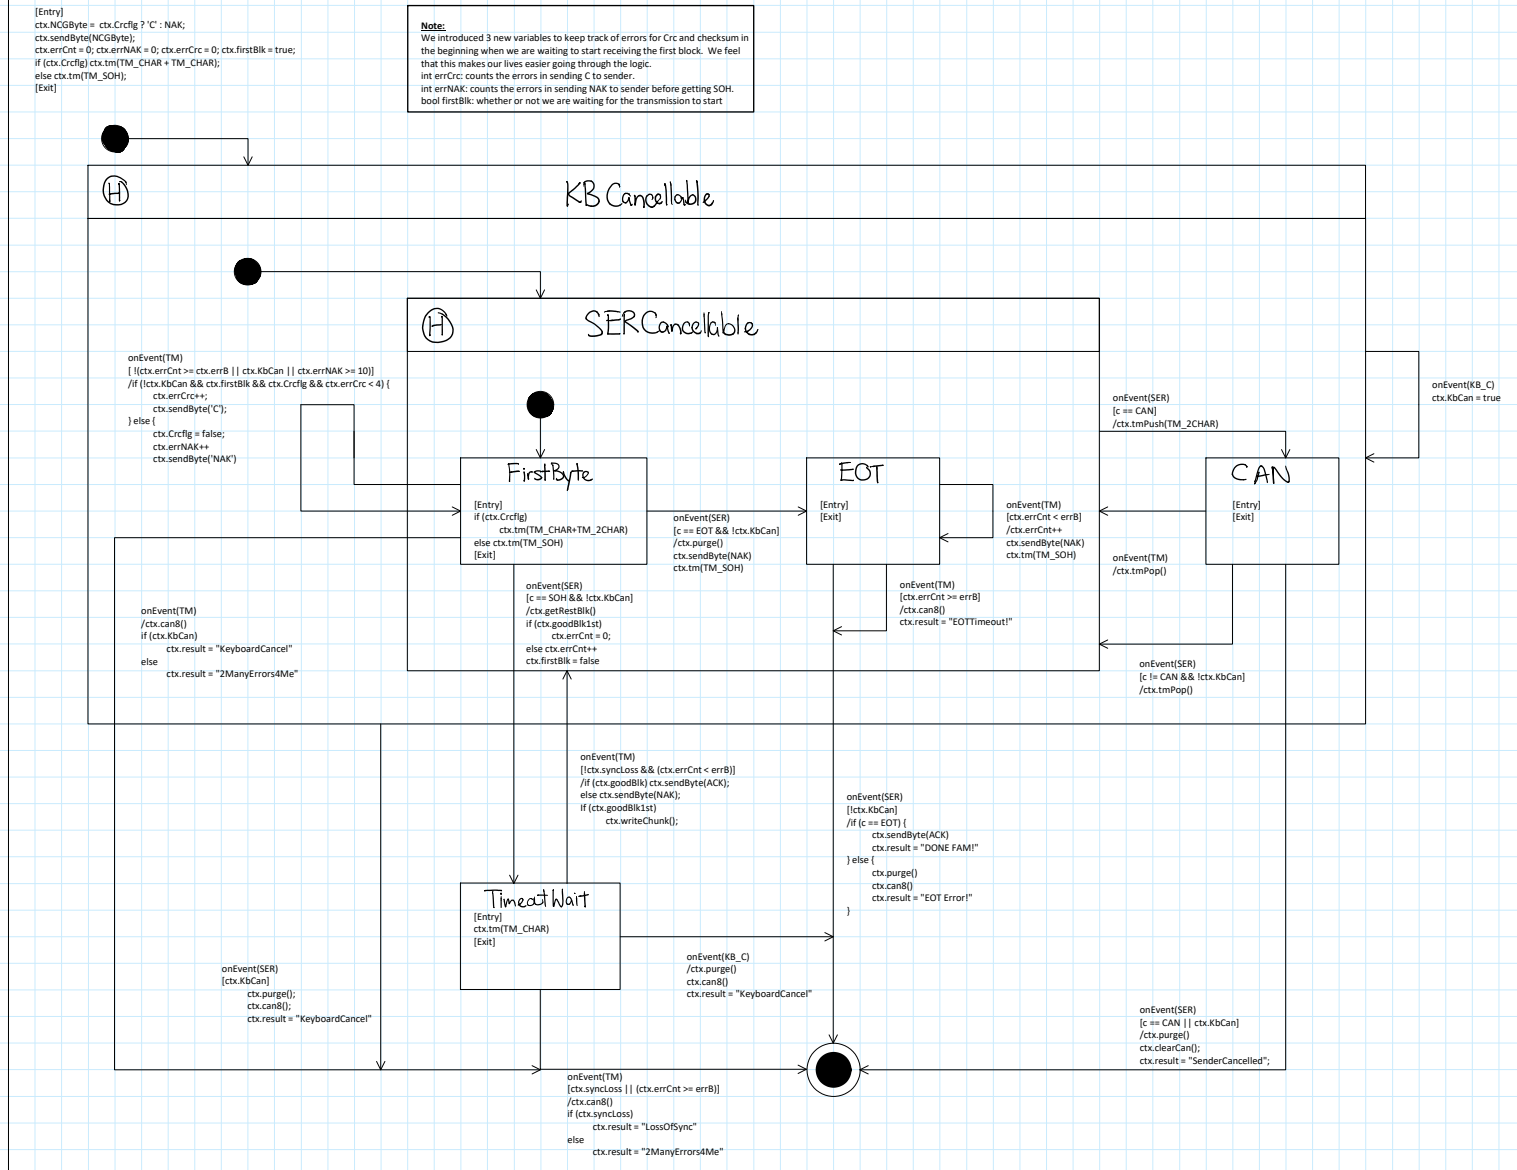 [Entry]
ctx.NCGByte = ctx.Crcflg ? 'C' : NAK;
ctx.sendByte(NCGByte);
ctx.errCnt = 0; ctx.errNAK = 0; ctx.errCrc = 0; ctx.firstBlk = true;
if (ctx.Crcflg) ctx.tm(TM_CHAR + TM_CHAR);
else ctx.tm(TM_SOH);
[Exit]
Note:
We introduced 3 new variables to keep track of errors for Crc and checksum in
the beginning when we are waiting to start receiving the first block. We feel
that this makes our lives easier going through the logic.
int errCrc: counts the errors in sending C to sender.
int errNAK: counts the errors in sending NAK to sender before getting SOH.
bool firstBlk: whether or not we are waiting for the transmission to start
H
KB Cancellable
H
SER Cancellable
onEvent(TM)
[ !(ctx.errCnt >= ctx.errB || ctx.KbCan || ctx.errNAK >= 10)]
/if (!ctx.KbCan && ctx.firstBlk && ctx.Crcflg && ctx.errCrc < 4) {
ctx.errCrc++;
ctx.sendByte('C');
} else {
ctx.Crcflg = false;
ctx.errNAK++
ctx.sendByte('NAK')
onEvent(KB_C)
ctx.KbCan = true
onEvent(SER)
[c == CAN]
/ctx.tmPush(TM_2CHAR)
FirstByte
[Entry]
if (ctx.Crcflg)
ctx.tm(TM_CHAR+TM_2CHAR)
else ctx.tm(TM_SOH)
[Exit]
onEvent(SER)
[c == EOT && !ctx.KbCan]
/ctx.purge()
ctx.sendByte(NAK)
ctx.tm(TM_SOH)
EOT
[Entry]
[Exit]
onEvent(TM)
[ctx.errCnt < errB]
/ctx.errCnt++
ctx.sendByte(NAK)
ctx.tm(TM_SOH)
CAN
[Entry]
[Exit]
onEvent(TM)
/ctx.tmPop()
onEvent(SER)
[c == SOH && !ctx.KbCan]
/ctx.getRestBlk()
if (ctx.goodBlk1st)
ctx.errCnt = 0;
else ctx.errCnt++
ctx.firstBlk = false
onEvent(TM)
[ctx.errCnt >= errB]
/ctx.can8()
ctx.result = "EOTTimeout!"
onEvent(TM)
/ctx.can8()
if (ctx.KbCan)
ctx.result = "KeyboardCancel"
else
ctx.result = "2ManyErrors4Me"
onEvent(SER)
[c != CAN && !ctx.KbCan]
/ctx.tmPop()
onEvent(TM)
[!ctx.syncLoss && (ctx.errCnt < errB)]
/if (ctx.goodBlk) ctx.sendByte(ACK);
else ctx.sendByte(NAK);
If (ctx.goodBlk1st)
ctx.writeChunk();
onEvent(SER)
[!ctx.KbCan]
/if (c == EOT) {
ctx.sendByte(ACK)
ctx.result = "DONE FAM!"
} else {
ctx.purge()
ctx.can8()
ctx.result = "EOT Error!"
}
TimeoutWait
[Entry]
ctx.tm(TM_CHAR)
[Exit]
onEvent(KB_C)
/ctx.purge()
ctx.can8()
ctx.result = "KeyboardCancel"
onEvent(SER)
[ctx.KbCan]
ctx.purge();
ctx.can8();
ctx.result = "KeyboardCancel"
onEvent(SER)
[c == CAN || ctx.KbCan]
/ctx.purge()
ctx.clearCan();
ctx.result = "SenderCancelled";
onEvent(TM)
[ctx.syncLoss || (ctx.errCnt >= errB)]
/ctx.can8()
if (ctx.syncLoss)
ctx.result = "LossOfSync"
else
ctx.result = "2ManyErrors4Me"